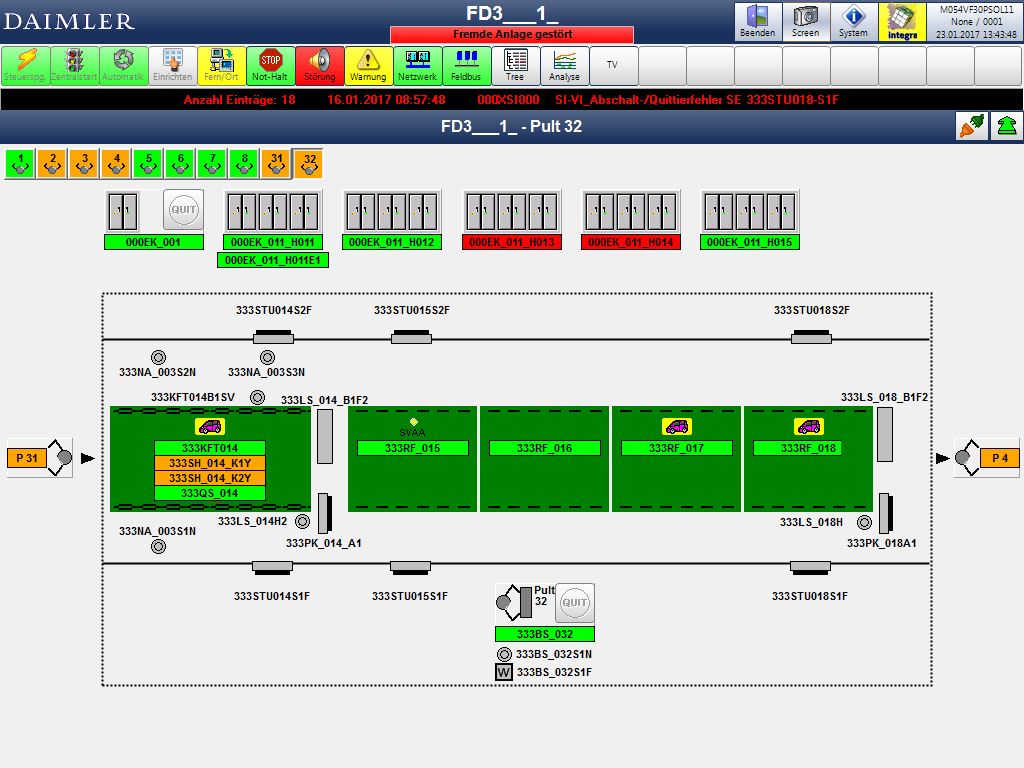 DAIMLER
FD3___1_
Fremde Anlage gestört
Beenden
Screen
System
Integra
M054VF30PSOL11
None / 0001
23.01.2017 13:43:48
Steuerspg.
Zentralstart
Automatik
Einrichten
Fern/Ort
STOP
Not-Halt
Störung
Warnung
Netzwerk
Feldbus
Tree
Analyse
TV
Anzahl Einträge: 18 16.01.2017 08:57:48 000XSI000 SI-VI_Abschalt-/Quittierfehler SE 333STU018-S1F
FD3___1_ - Pult 32
1 2 3 4 5 6 7 8 31 32
QUIT
000EK_001
000EK_011_H011
000EK_011_H012
000EK_011_H013
000EK_011_H014
000EK_011_H015
000EK_011_H011E1
333STU014S2F
333STU015S2F
333STU018S2F
333NA_003S2N
333NA_003S3N
333KFT014B1SV
333LS_014_B1F2
333LS_018_B1F2
SYAA
333KFT014
333RF_015
333RF_016
333RF_017
333RF_018
P 31
333SH_014_K1Y
333SH_014_K2Y
333QS_014
P 4
333NA_003S1N
333LS_014H2
333LS_018H
333PK_014_A1
333PK_018A1
333STU014S1F
333STU015S1F
333STU018S1F
Pult
32
QUIT
333BS_032
333BS_032S1N
W
333BS_032S1F